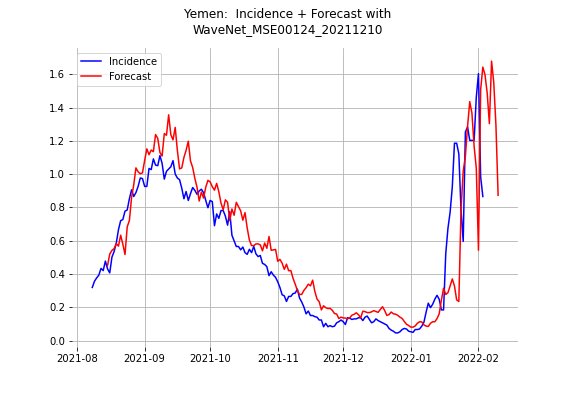 Yemen:  Incidence + Forecast with
WaveNet_MSE00124_20211210
Incidence
Forecast
1.6
1.4
1.2
1.0
0.8
0.6
0.4
0.2
0.0
2021-08 2021-09 2021-10 2021-11 2021-12 2022-01 2022-02